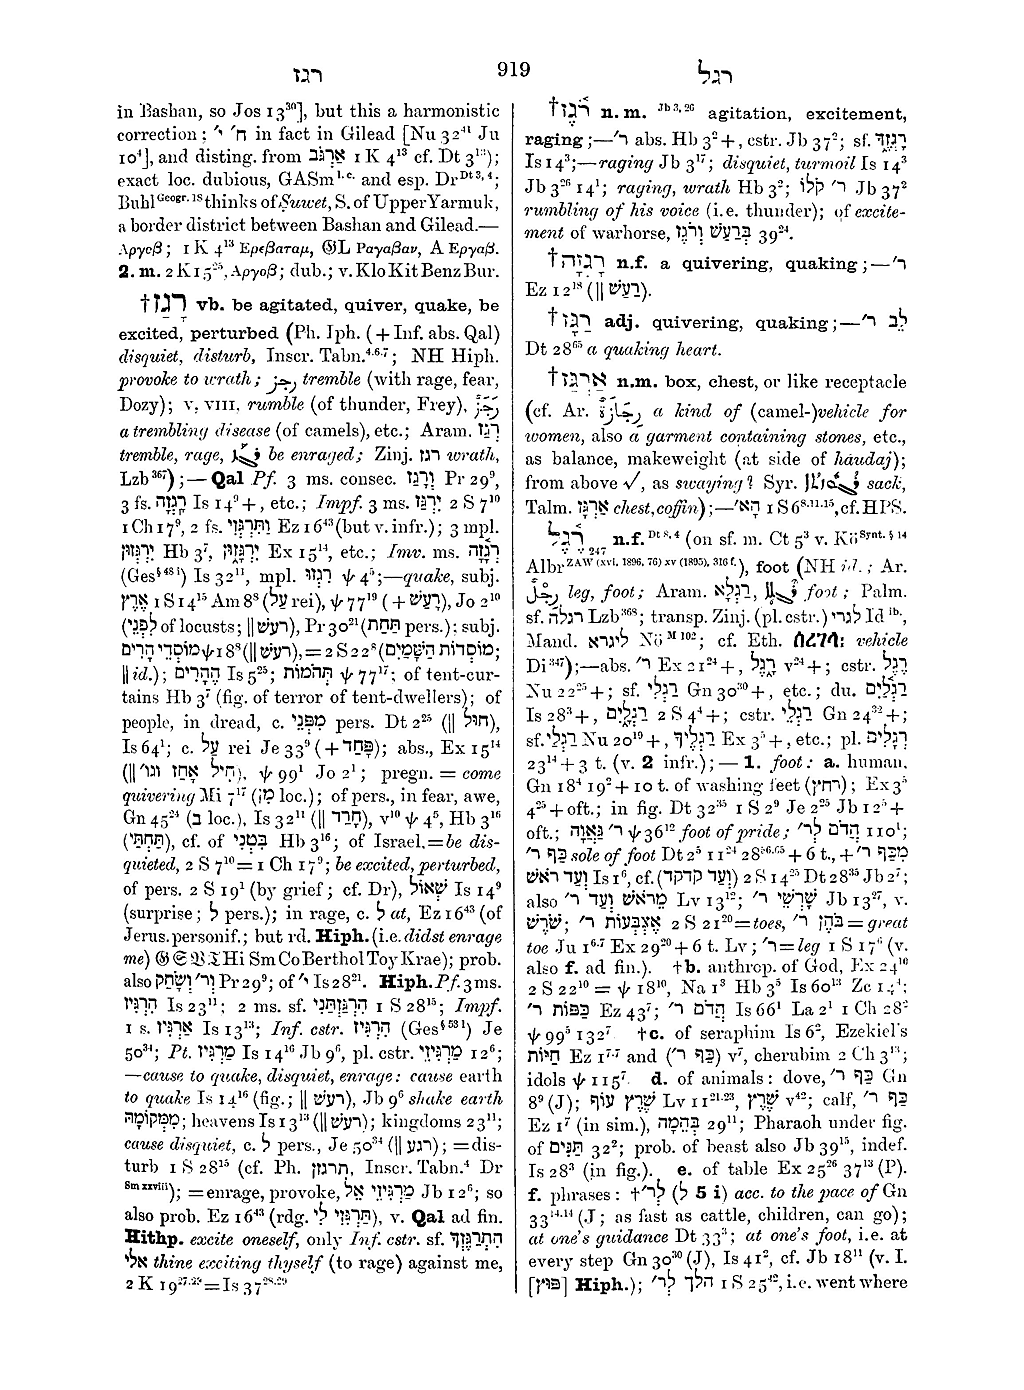 רגז
919
רגל
in Bashan, so Jos 13³⁰], but this a harmonistic
correction; ח׳ י׳ in fact in Gilead [Nu 32⁴¹ Ju
10⁴], and disting. from אַרְגֹּב 1 K 4¹³ cf. Dt 3¹³);
exact loc. dubious, GASm^l.c. and esp. Dr^Dt 3, 4;
Buhl^Geogr. 18 thinks of Ṣuwet, S. of Upper Yarmuk,
a border district between Bashan and Gilead.—
Αργοβ; 1 K 4¹³ Ερεβαταμ, 𝔊L Ραγαβαν, A Εργαβ.
2. m. 2 K 15²⁵, Αργοβ; dub.; v. Klo Kit Benz Bur.
†רָגַז vb. be agitated, quiver, quake, be
excited, perturbed (Ph. Iph. (+ Inf. abs. Qal)
disquiet, disturb, Inscr. Tabn.⁴·⁶·⁷; NH Hiph.
provoke to wrath; رجز tremble (with rage, fear,
Dozy); v. VIII. rumble (of thunder, Frey), رجز
a trembling disease (of camels), etc.; Aram. רְגַז
tremble, rage, be enraged; Zinj. רגז wrath,
Lzb³⁶⁷);—Qal Pf. 3 ms. consec. וְרָגַז Pr 29⁹,
3 fs. רָגְזָה Is 14⁹ +, etc.; Impf. 3 ms. יִרְגַּז 2 S 7¹⁰
1 Ch 17⁹, 2 fs. וַתִּרְגְּזִי Ez 16⁴³ (but v. infr.); 3 mpl.
יִרְגְּזוּן Hb 3⁷, יִרְגָּזוּן Ex 15¹⁴, etc.; Imv. ms. רְגָזָה
(Ges§ 48 i) Is 32¹¹, mpl. רִגְזוּ ψ 4⁵;—quake, subj.
אֶרֶץ 1 S 14¹⁵ Am 8⁸ (עַל rei), ψ 77¹⁹ (+ רָעַשׁ), Jo 2¹⁰
(לִפְנֵי of locusts; || רעשׁ), Pr 30²¹ (תַּחַת pers.); subj.
מוֹסְדֵי הָרִים ψ 18⁸ (|| רעשׁ), = 2 S 22⁸ (מוֹסְדוֹת הַשָּׁמַיִם;
|| id.); הֶהָרִים Is 5²⁵; תְּהֹמוֹת ψ 77¹⁷; of tent-cur-
tains Hb 3⁷ (fig. of terror of tent-dwellers); of
people, in dread, c. מִפְּנֵי pers. Dt 2²⁵ (|| חוּל),
Is 64¹; c. עַל rei Je 33⁹ (+ פָּחַד); abs., Ex 15¹⁴
(|| חִיל אָחַז וגו׳), ψ 99¹ Jo 2¹; pregn. = come
quivering Mi 7¹⁷ (מִן loc.); of pers., in fear, awe,
Gn 45²⁴ (בְּ loc.), Is 32¹¹ (|| חָרַד), v¹⁰ ψ 4⁵, Hb 3¹⁶
(תַּחְתַּי), cf. of בִּטְנִי Hb 3¹⁶; of Israel, = be dis-
quieted, 2 S 7¹⁰ = 1 Ch 17⁹; be excited, perturbed,
of pers. 2 S 19¹ (by grief; cf. Dr), שְׁאוֹל Is 14⁹
(surprise; לְ pers.); in rage, c. לְ at, Ez 16⁴³ (of
Jerus. personif.; but rd. Hiph. (i.e. didst enrage
me) 𝔊 𝔖 𝔙 𝔗 Hi Sm Co Berthol Toy Krae); prob.
also וְר׳ וְשָׂחַק Pr 29⁹; of י׳ Is 28²¹. Hiph. Pf. 3 ms.
הִרְגִּיז Is 23¹¹; 2 ms. sf. הִרְגַּזְתַּנִי 1 S 28¹⁵; Impf.
1 s. אַרְגִּיז Is 13¹³; Inf. cstr. הִרְגִּיז (Ges§ 53 l) Je
50³⁴; Pt. מַרְגִּיז Is 14¹⁶ Jb 9⁶, pl. cstr. מַרְגִּיזֵי 12⁶;
—cause to quake, disquiet, enrage: cause earth
to quake Is 14¹⁶ (fig.; || רעשׁ), Jb 9⁶ shake earth
מִמְּקוֹמָהּ; heavens Is 13¹³ (|| רעשׁ); kingdoms 23¹¹;
cause disquiet, c. לְ pers., Je 50³⁴ (|| רגע); = dis-
turb 1 S 28¹⁵ (cf. Ph. תרגזן, Inscr. Tabn.⁴ Dr
Sm xxviii); = enrage, provoke, מַרְגִּיזֵי אֵל Jb 12⁶; so
also prob. Ez 16⁴³ (rdg. תַּרְגִּזִי לִי), v. Qal ad fin.
Hithp. excite oneself, only Inf. cstr. sf. הִתְרַגֶּזְךָ
אֵלַי thine exciting thyself (to rage) against me,
2 K 19²⁷·²⁸ = Is 37²⁸·²⁹
†רֹ֫גֶז n. m. Jb 3, 26 agitation, excitement,
raging;—ר׳ abs. Hb 3² +, cstr. Jb 37²; sf. רָגְזֶךָ
Is 14³;—raging Jb 3¹⁷; disquiet, turmoil Is 14³
Jb 3²⁶ 14¹; raging, wrath Hb 3²; ר׳ קֹלוֹ Jb 37²
rumbling of his voice (i.e. thunder); of excite-
ment of warhorse, בְּרַעַשׁ וְרֹגֶז 39²⁴.
†רָגְזָה n.f. a quivering, quaking;—ר׳
Ez 12¹⁸ (|| רַעַשׁ).
†רַגָּז adj. quivering, quaking;—לֵב ר׳
Dt 28⁶⁵ a quaking heart.
†אַרְגַּז n.m. box, chest, or like receptacle
(cf. Ar. رجازة a kind of (camel-)vehicle for
women, also a garment containing stones, etc.,
as balance, makeweight (at side of haudaj);
from above √, as swaying? Syr. sack,
Talm. אַרְגָּז chest, coffin);—הָא׳ 1 S 6⁸·¹¹·¹⁵, cf. HPS.
רֶ֫גֶל 247 n.f. Dt 8, 4 (on sf. m. Ct 5³ v. Kö Synt. § 14
Albr ZAW (xvi, 1896, 76) xv (1895), 316 f.), foot (NH id.; Ar.
رجل leg, foot; Aram. רִגְלָא, foot; Palm.
sf. רגלה Lzb³⁶⁸; transp. Zinj. (pl. cstr.) לגרי Id ib.,
Mand. ליגרא Nö M 102; cf. Eth. vehicle
Di³⁴⁷);—abs. ר׳ Ex 21²⁴ +, רָגֶל v²⁴ +; cstr. רֶגֶל
Nu 22²⁵ +; sf. רַגְלִי Gn 30³⁰ +, etc.; du. רַגְלַיִם
Is 28³ +, רַגְלָיִם 2 S 4⁴ +; cstr. רַגְלֵי Gn 24³² +;
sf. רַגְלַי Nu 20¹⁹ +, רַגְלֶיךָ Ex 3⁵ +, etc.; pl. רְגָלִים
23¹⁴ + 3 t. (v. 2 infr.);—1. foot: a. human,
Gn 18⁴ 19² + 10 t. of washing feet (רחץ); Ex 3⁵
4²⁵ + oft.; in fig. Dt 32³⁵ 1 S 2⁹ Je 2²⁵ Jb 12⁵ +
oft.; ר׳ גַּאֲוָה ψ 36¹² foot of pride; הֲדֹם לְר׳ 110¹;
כַּף ר׳ sole of foot Dt 2⁵ 11²⁴ 28⁵⁶·⁶⁵ + 6 t., + מִכַּף ר׳
וְעַד רֹאשׁ Is 1⁶, cf. (וְעַד קדקד) 2 S 14²⁵ Dt 28³⁵ Jb 2⁷;
also מֵרֹאשׁ וְעַד ר׳ Lv 13¹²; שָׁרְשֵׁי ר׳ Jb 13²⁷, v.
שֹׁרֶשׁ; אֶצְבְּעוֹת ר׳ 2 S 21²⁰ = toes, בֹּהֶן ר׳ = great
toe Ju 1⁶·⁷ Ex 29²⁰ + 6 t. Lv; ר׳ = leg 1 S 17⁶ (v.
also f. ad fin.). †b. anthrop. of God, Ex 24¹⁰
2 S 22¹⁰ = ψ 18¹⁰, Na 1³ Hb 3⁵ Is 60¹³ Zc 14⁴;
כַּפּוֹת ר׳ Ez 43⁷; הֲדֹם ר׳ Is 66¹ La 2¹ 1 Ch 28²
ψ 99⁵ 132⁷. †c. of seraphim Is 6², Ezekiel's
חַיּוֹת Ez 1⁷·⁷ and (כַּף ר׳) v⁷, cherubim 2 Ch 3¹³;
idols ψ 115⁷. d. of animals: dove, כַּף ר׳ Gn
8⁹ (J); שֶׁרֶץ עוֹף Lv 11²¹·²³, שֶׁרֶץ v⁴²; calf, כַּף ר׳
Ez 1⁷ (in sim.), בְּהֵמָה 29¹¹; Pharaoh under fig.
of תַּנִּים 32²; prob. of beast also Jb 39¹⁵, indef.
Is 28³ (in fig.). e. of table Ex 25²⁶ 37¹³ (P).
f. phrases: †לְר׳ (לְ 5 i) acc. to the pace of Gn
33¹⁴·¹⁴ (J; as fast as cattle, children, can go);
at one's guidance Dt 33³; at one's foot, i.e. at
every step Gn 30³⁰ (J), Is 41², cf. Jb 18¹¹ (v. I.
[פּוּץ] Hiph.); הלך לְר׳ 1 S 25⁴², i.e. went where